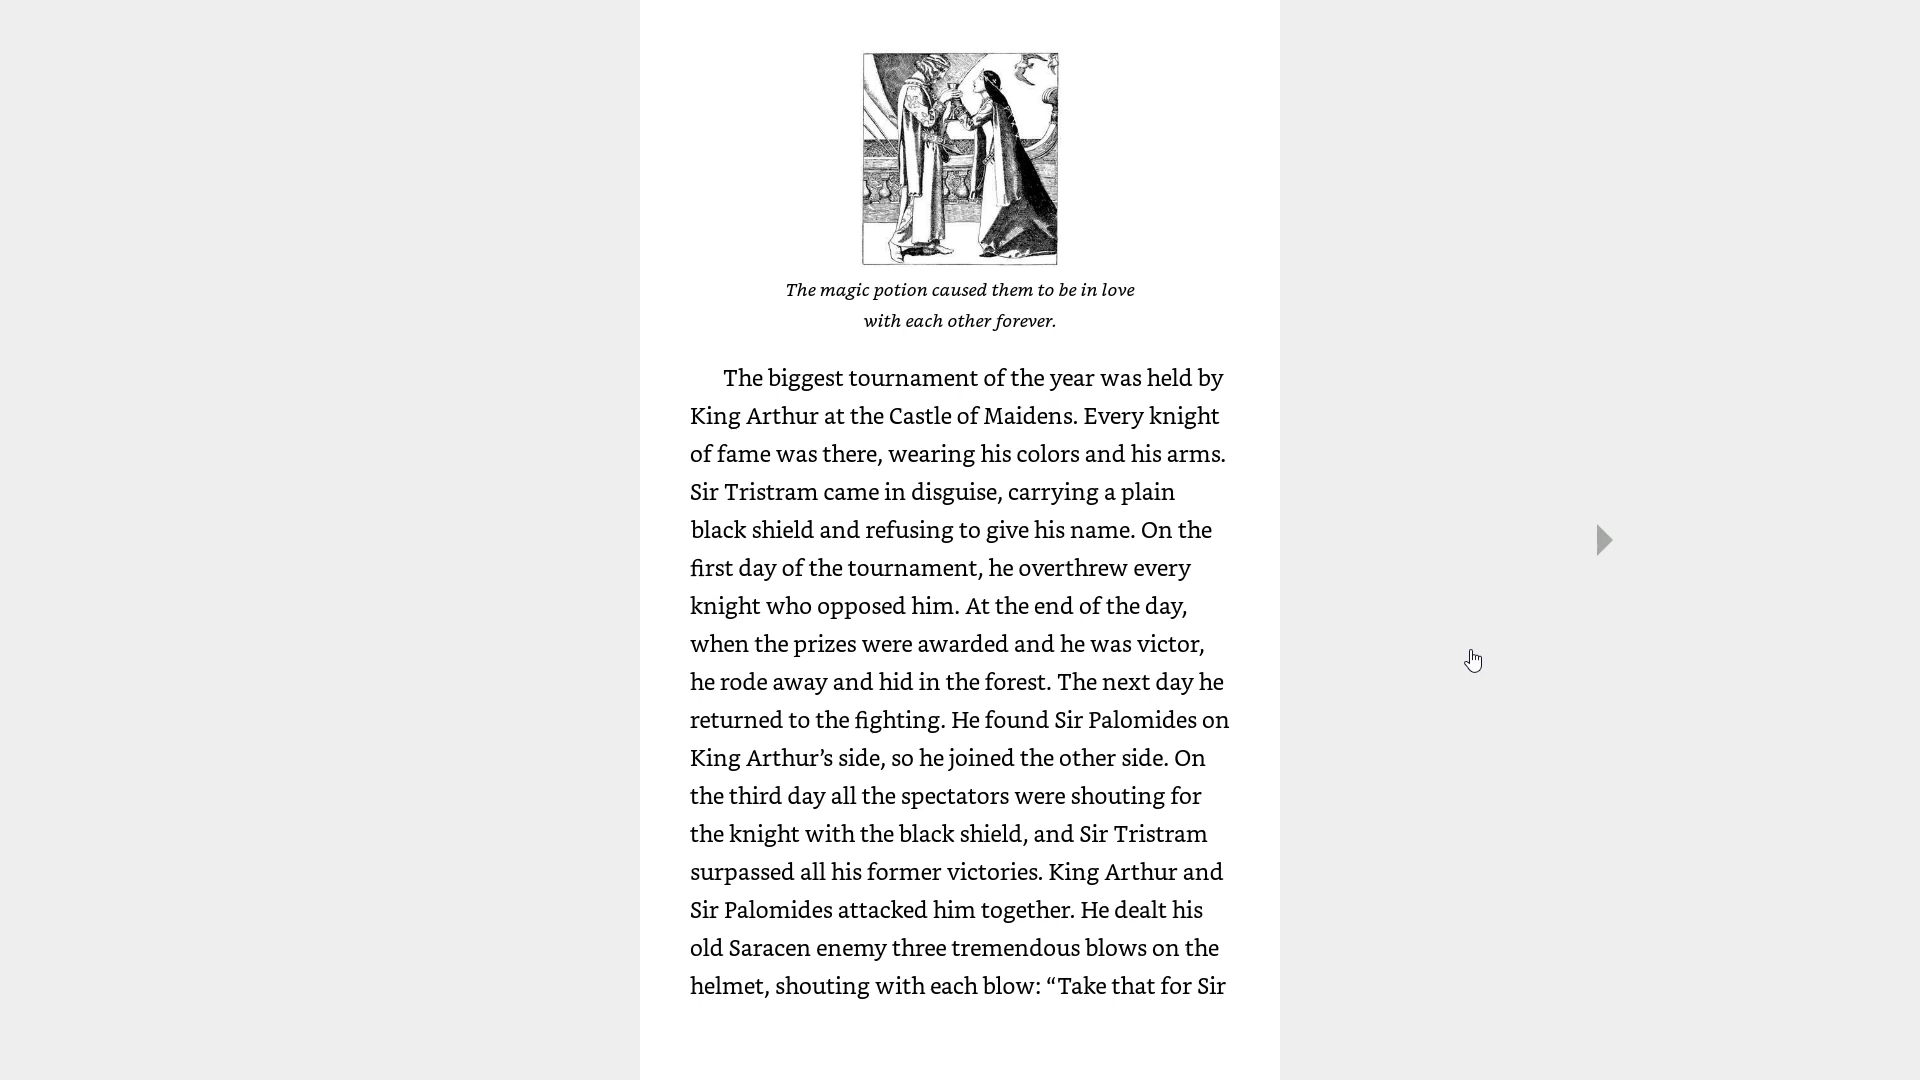 The magic potion caused them to be in love
with each other forever.
The biggest tournament of the year was held by
King Arthur at the Castle of Maidens. Every knight
of fame was there, wearing his colors and his arms.
Sir Tristram came in disguise, carrying a plain
black shield and refusing to give his name. On the
first day of the tournament, he overthrew every
knight who opposed him. At the end of the day,
when the prizes were awarded and he was victor,
he rode away and hid in the forest. The next day he
returned to the fighting. He found Sir Palomides on
King Arthur’s side, so he joined the other side. On
the third day all the spectators were shouting for
the knight with the black shield, and Sir Tristram
surpassed all his former victories. King Arthur and
Sir Palomides attacked him together. He dealt his
old Saracen enemy three tremendous blows on the
helmet, shouting with each blow: “Take that for Sir